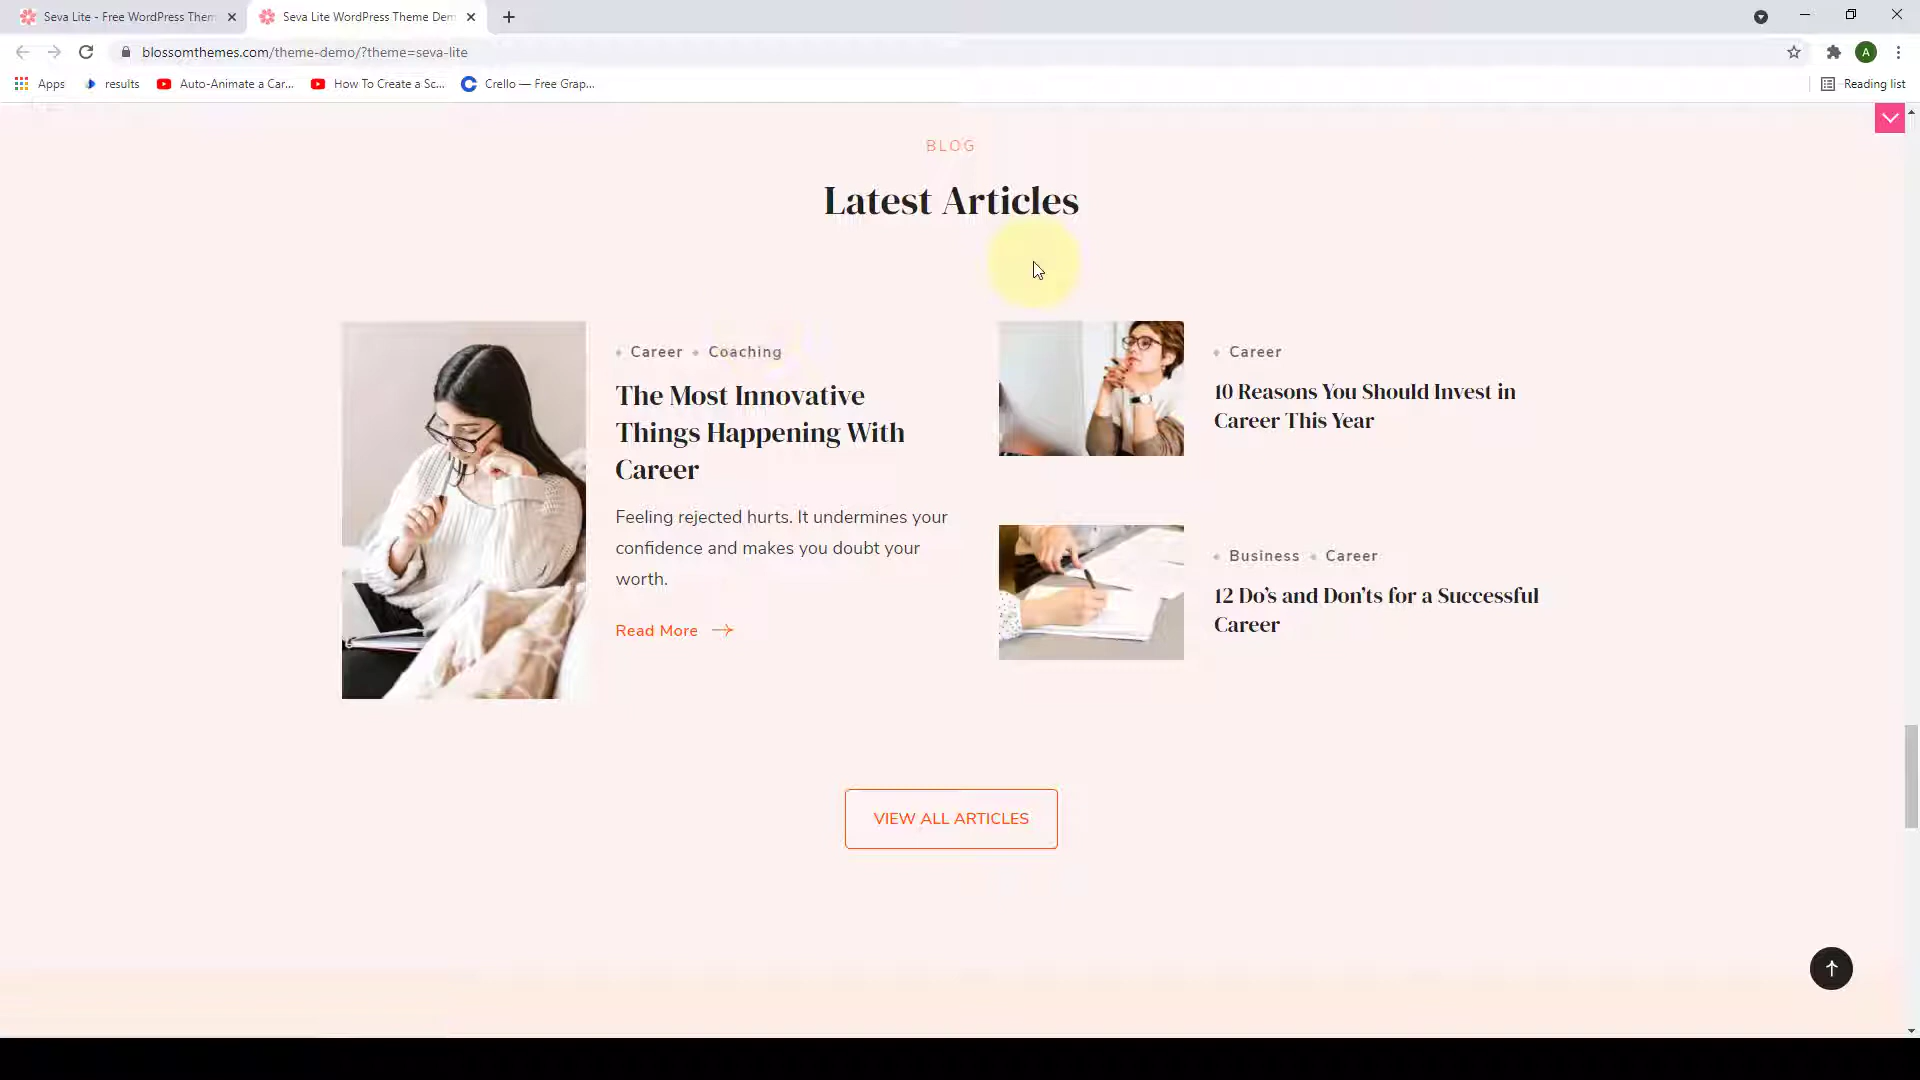 Seva Lite - Free WordPress Them
Seva Lite WordPress Theme Dem
blossomthemes.com/theme-demo/?theme=seva-lite
A
Apps
results
Auto-Animate a Car...
How To Create a Sc...
Crello — Free Grap...
Reading list
BLOG
Latest Articles
Career
Coaching
The Most Innovative
Things Happening With
Career
Feeling rejected hurts. It undermines your
confidence and makes you doubt your
worth.
Read More
Career
10 Reasons You Should Invest in
Career This Year
Business
Career
12 Do’s and Don’ts for a Successful
Career
VIEW ALL ARTICLES